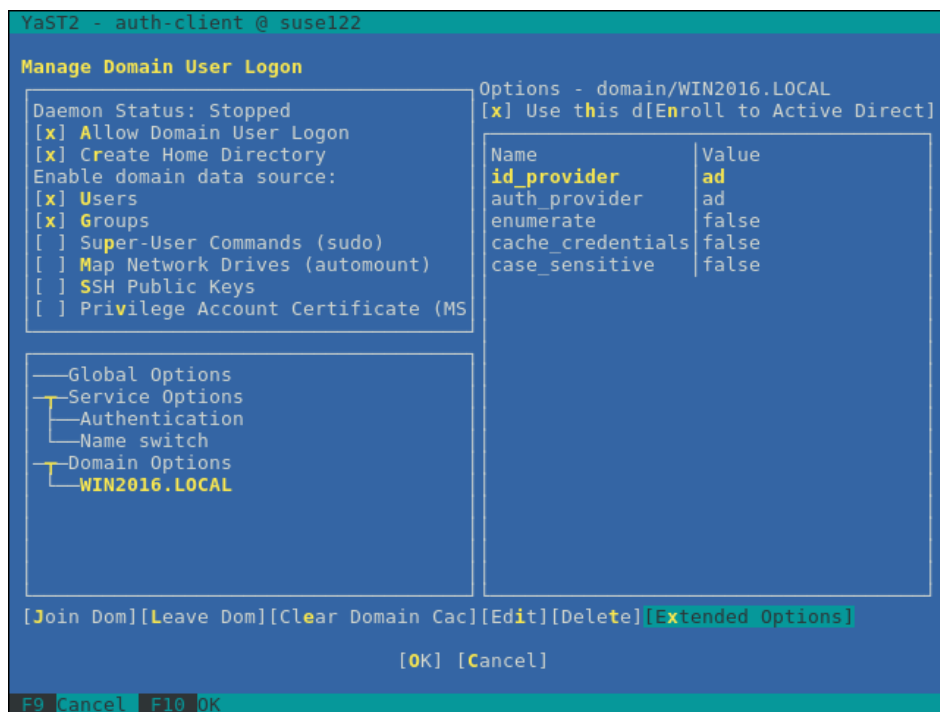 YaST2 - auth-client @ suse122
Manage Domain User Logon
Daemon Status: Stopped
[x] Allow Domain User Logon
[x] Create Home Directory
Enable domain data source:
[x] Users
[x] Groups
[ ] Super-User Commands (sudo)
[ ] Map Network Drives (automount)
[ ] SSH Public Keys
[ ] Privilege Account Certificate (MS
Global Options
Service Options
Authentication
Name switch
Domain Options
WIN2016.LOCAL
Options - domain/WIN2016.LOCAL
[x] Use this d[Enroll to Active Direct]
Name Value
id_provider ad
auth_provider ad
enumerate false
cache_credentials false
case_sensitive false
[Join Dom][Leave Dom][Clear Domain Cac][Edit][Delete][Extended Options]
[OK] [Cancel]
F9 Cancel F10 OK